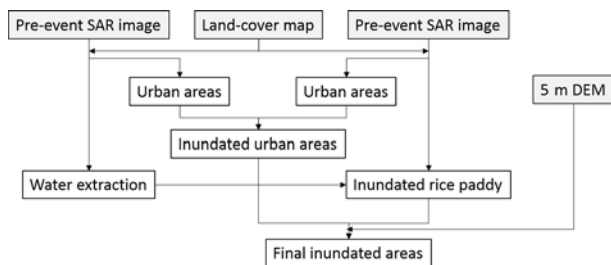 Pre-event SAR image
Land-cover map
Pre-event SAR image
Urban areas
Urban areas
5 m DEM
Inundated urban areas
Water extraction
Inundated rice paddy
Final inundated areas